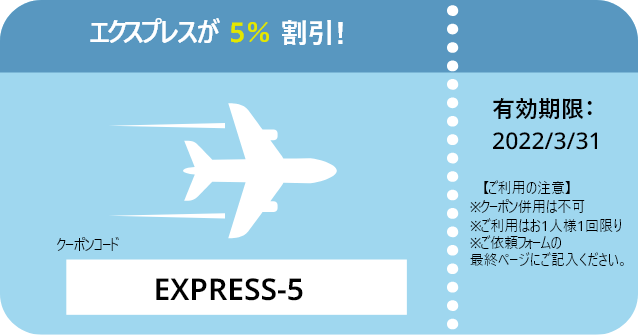 エクスプレスが 5% 割引！
クーポンコード
EXPRESS-5
有効期限：
2022/3/31
【ご利用の注意】
※クーポン併用は不可
※ご利用はお1人様1回限り
※ご依頼フォームの
最終ページにご記入ください。